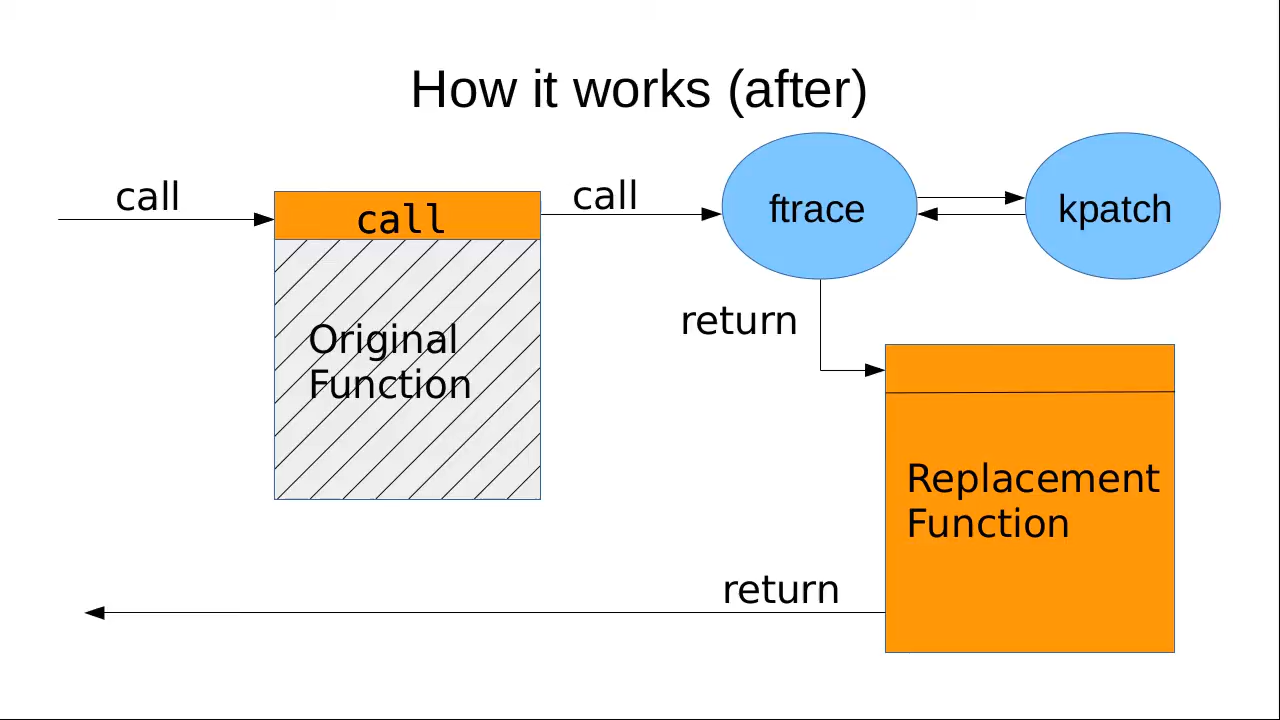 How it works (after)
call
call
call
ftrace
kpatch
return
Original
Function
Replacement
Function
return